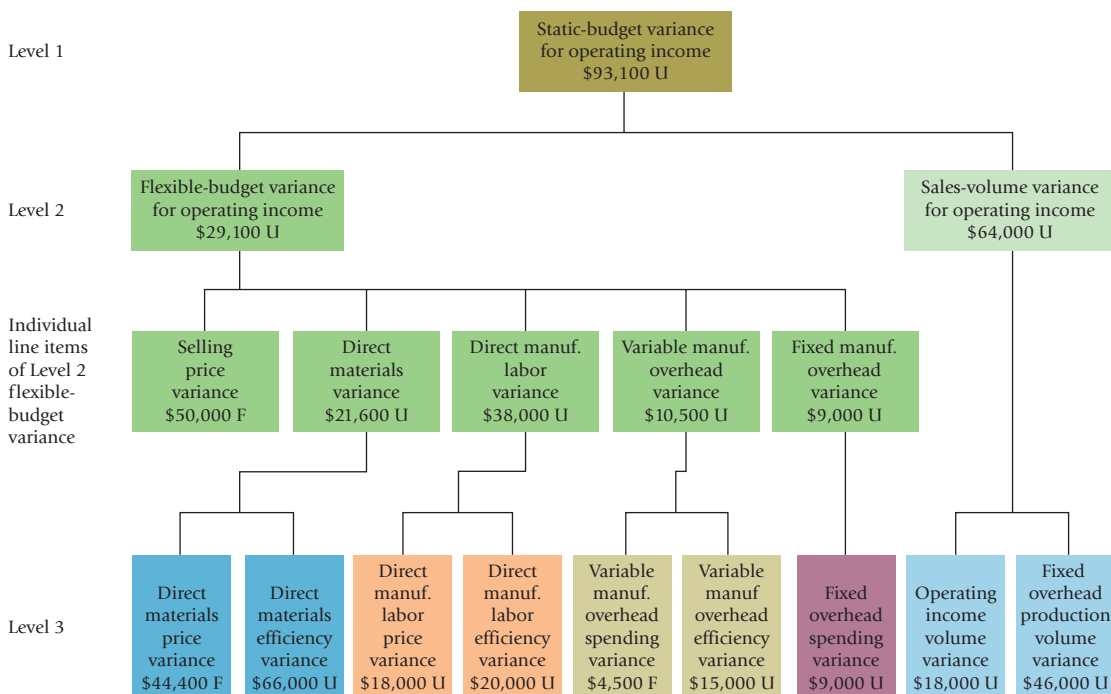 Level 1
Static-budget variance
for operating income
$93,100 U
Level 2
Flexible-budget variance
for operating income
$29,100 U
Sales-volume variance
for operating income
$64,000 U
Individual
line items
of Level 2
flexible-
budget
variance
Selling
price
variance
$50,000 F
Direct
materials
variance
$21,600 U
Direct manuf.
labor
variance
$38,000 U
Variable manuf.
overhead
variance
$10,500 U
Fixed manuf.
overhead
variance
$9,000 U
Level 3
Direct
materials
price
variance
$44,400 F
Direct
materials
efficiency
variance
$66,000 U
Direct
manuf.
labor
price
variance
$18,000 U
Direct
manuf.
labor
efficiency
variance
$20,000 U
Variable
manuf.
overhead
spending
variance
$4,500 F
Variable
manuf
overhead
efficiency
variance
$15,000 U
Fixed
overhead
spending
variance
$9,000 U
Operating
income
volume
variance
$18,000 U
Fixed
overhead
production
volume
variance
$46,000 U